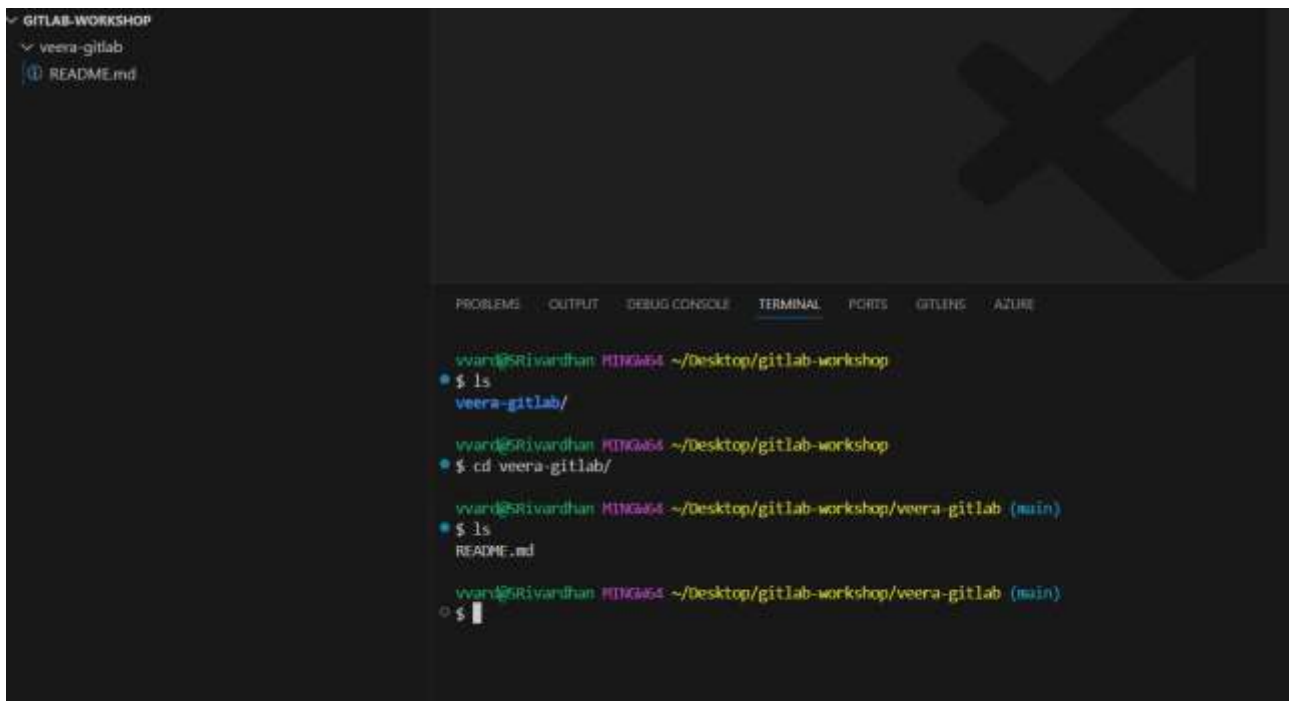 GITLAB-WORKSHOP
veera-gitlab
README.md
PROBLEMS OUTPUT DEBUG CONSOLE TERMINAL PORTS GITLENS AZURE
vvard@SRivardhan MINGW64 ~/Desktop/gitlab-workshop
$ ls
veera-gitlab/
vvard@SRivardhan MINGW64 ~/Desktop/gitlab-workshop
$ cd veera-gitlab/
vvard@SRivardhan MINGW64 ~/Desktop/gitlab-workshop/veera-gitlab (main)
$ ls
README.md
vvard@SRivardhan MINGW64 ~/Desktop/gitlab-workshop/veera-gitlab (main)
$